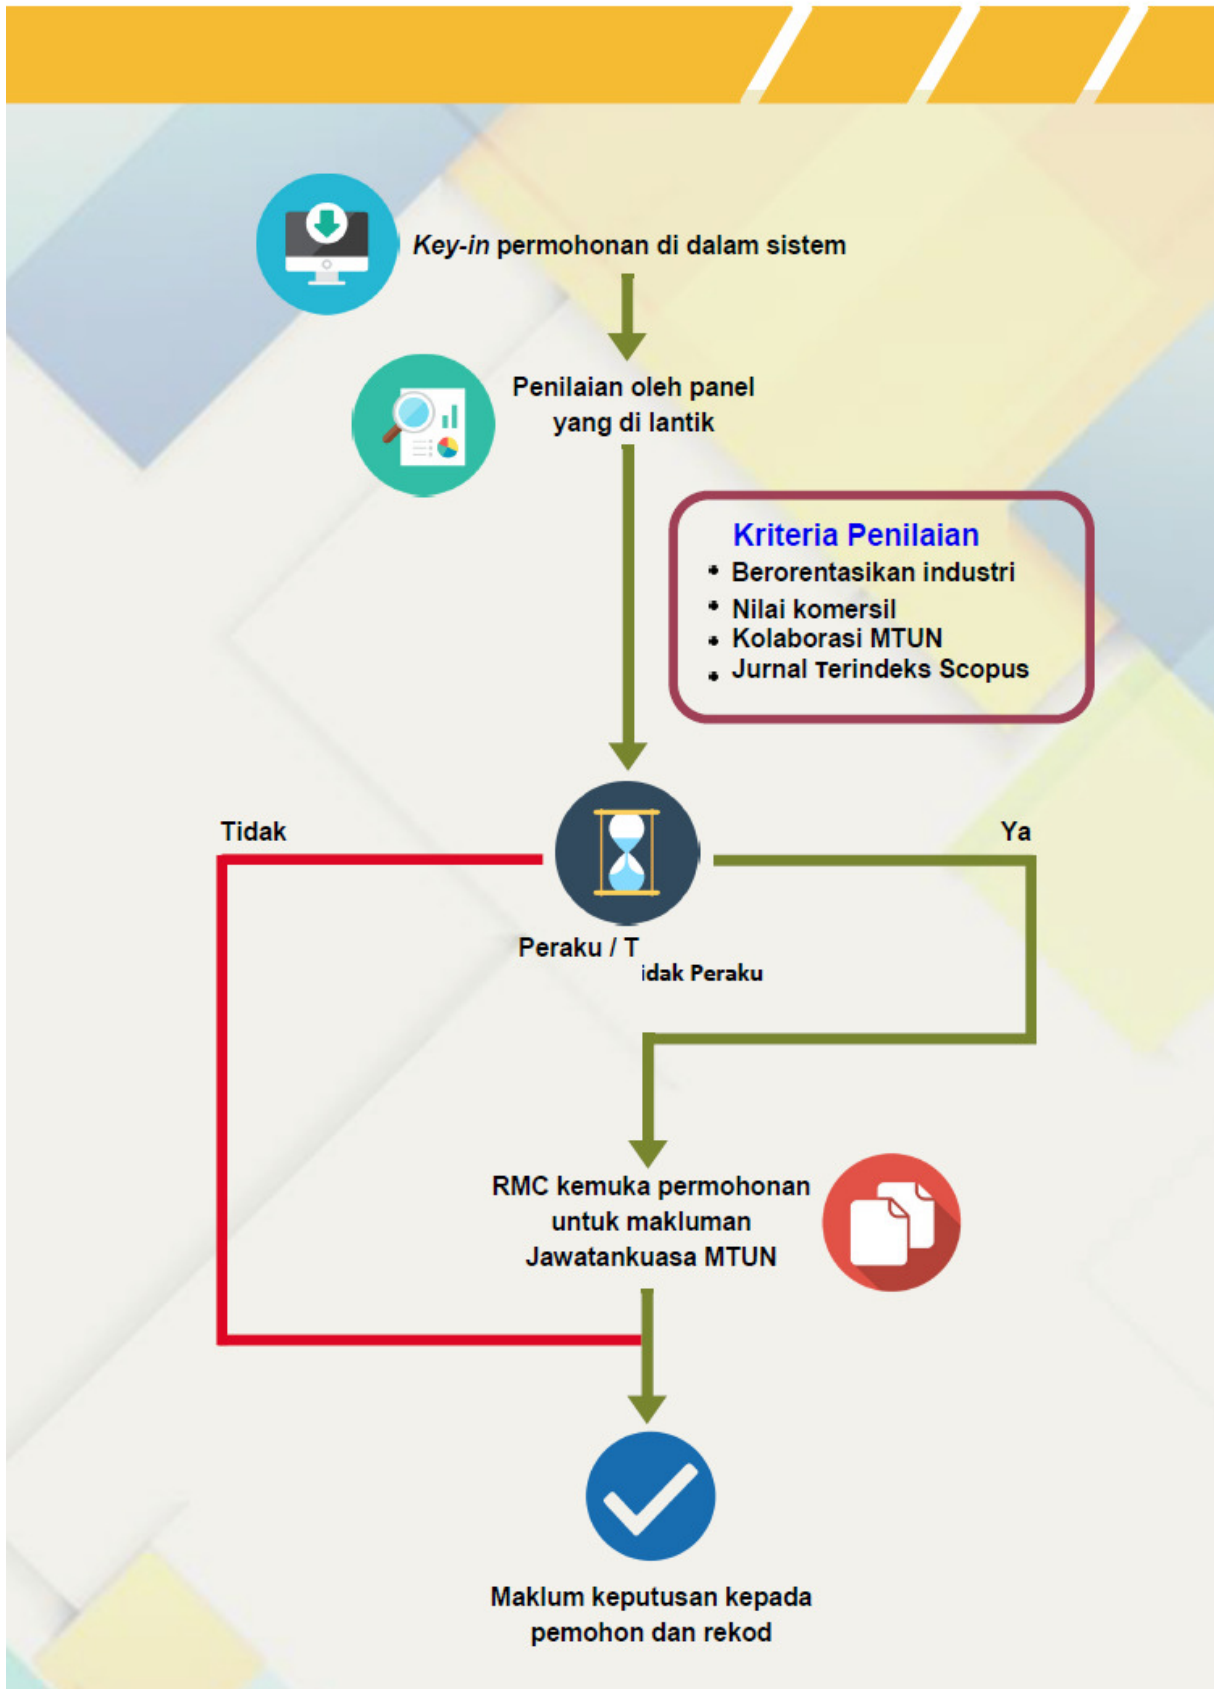 Key-in permohonan di dalam sistem
Penilaian oleh panel
yang di lantik
Kriteria Penilaian
• Berorentasikan industri
• Nilai komersil
• Kolaborasi MTUN
• Jurnal Terindeks Scopus
Tidak
Ya
Peraku / T
idak Peraku
RMC kemuka permohonan
untuk makluman
Jawatankuasa MTUN
Maklum keputusan kepada
pemohon dan rekod